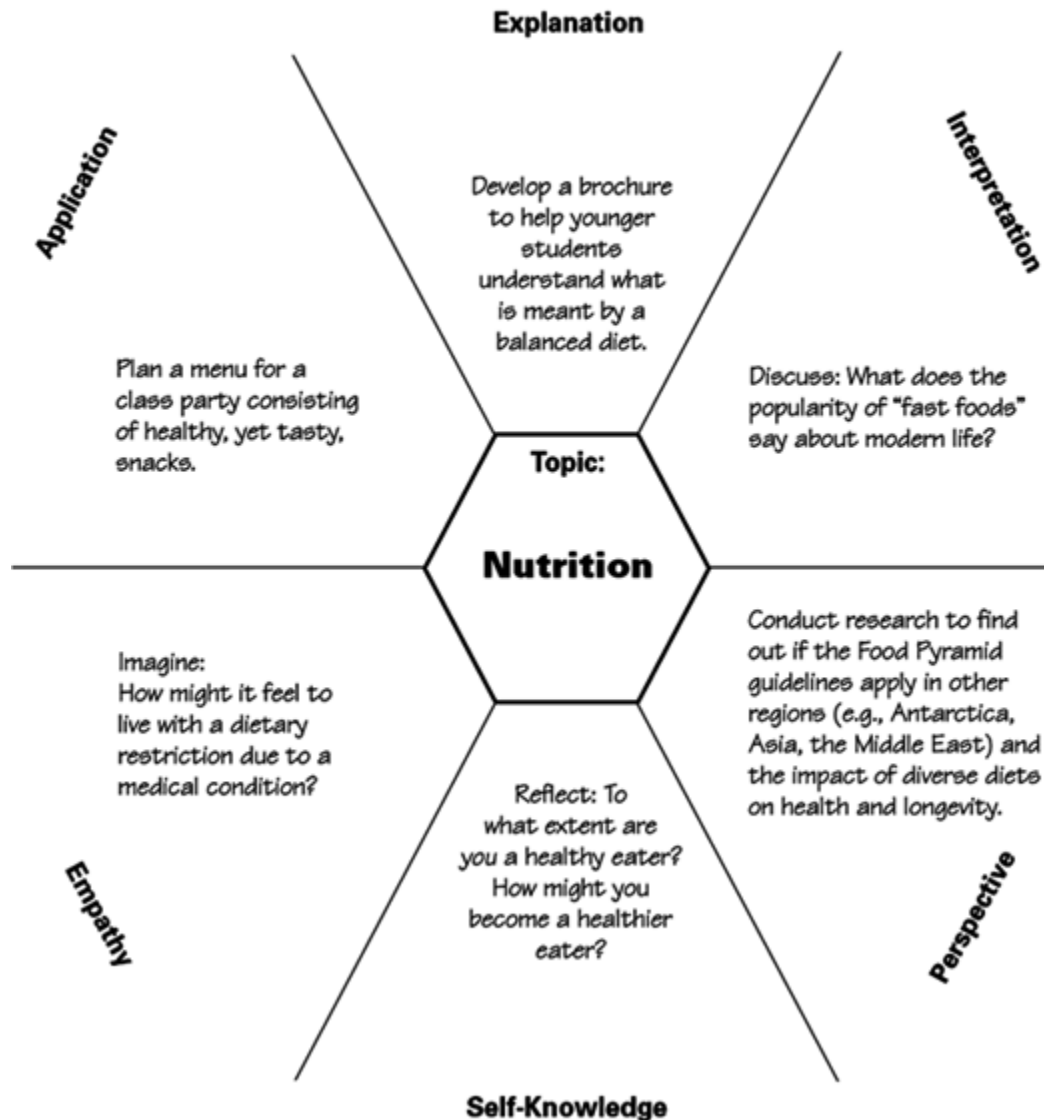 Explanation
Application
Interpretation
Develop a brochure
to help younger
students
understand what
is meant by a
balanced diet.
Plan a menu for a
class party consisting
of healthy, yet tasty,
snacks.
Discuss: What does the
popularity of “fast foods”
say about modern life?
Topic:
Nutrition
Imagine:
How might it feel to
live with a dietary
restriction due to a
medical condition?
Conduct research to find
out if the Food Pyramid
guidelines apply in other
regions (e.g., Antarctica,
Asia, the Middle East) and
the impact of diverse diets
on health and longevity.
Reflect: To
what extent are
you a healthy eater?
How might you
become a healthier
eater?
Empathy
Perspective
Self-Knowledge